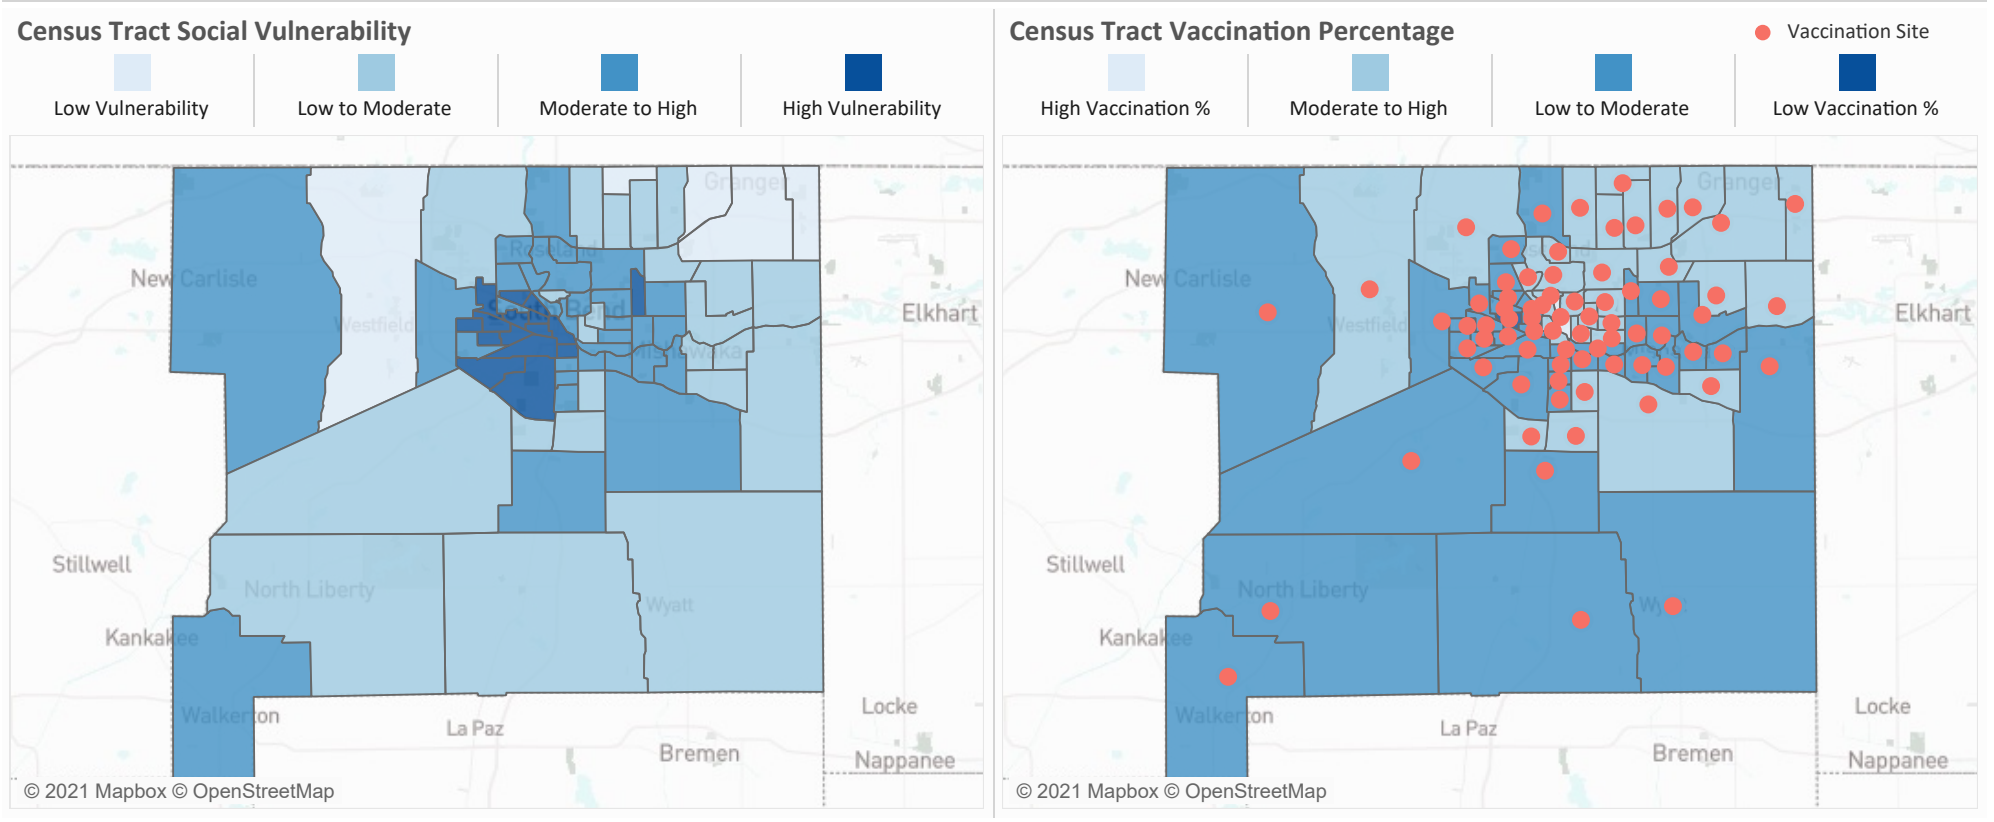 Census Tract Social Vulnerability
Low Vulnerability
Low to Moderate
Moderate to High
High Vulnerability
New Carlisle
Westfield
Roseland
Granger
South Bend
Mishawaka
Elkhart
Stillwell
North Liberty
Wyatt
Kankakee
Walkerton
La Paz
Bremen
Locke
Nappanee
© 2021 Mapbox © OpenStreetMap
Census Tract Vaccination Percentage
Vaccination Site
High Vaccination %
Moderate to High
Low to Moderate
Low Vaccination %
New Carlisle
Westfield
Granger
Elkhart
Stillwell
North Liberty
Kankakee
Walkerton
La Paz
Bremen
Locke
Nappanee
© 2021 Mapbox © OpenStreetMap